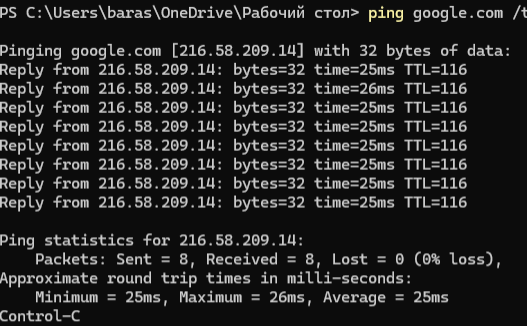 PS C:\Users\baras\OneDrive\Рабочий стол> ping google.com /t
Pinging google.com [216.58.209.14] with 32 bytes of data:
Reply from 216.58.209.14: bytes=32 time=25ms TTL=116
Reply from 216.58.209.14: bytes=32 time=26ms TTL=116
Reply from 216.58.209.14: bytes=32 time=25ms TTL=116
Reply from 216.58.209.14: bytes=32 time=25ms TTL=116
Reply from 216.58.209.14: bytes=32 time=25ms TTL=116
Reply from 216.58.209.14: bytes=32 time=25ms TTL=116
Reply from 216.58.209.14: bytes=32 time=25ms TTL=116
Reply from 216.58.209.14: bytes=32 time=25ms TTL=116
Ping statistics for 216.58.209.14:
    Packets: Sent = 8, Received = 8, Lost = 0 (0% loss),
Approximate round trip times in milli-seconds:
    Minimum = 25ms, Maximum = 26ms, Average = 25ms
Control-C